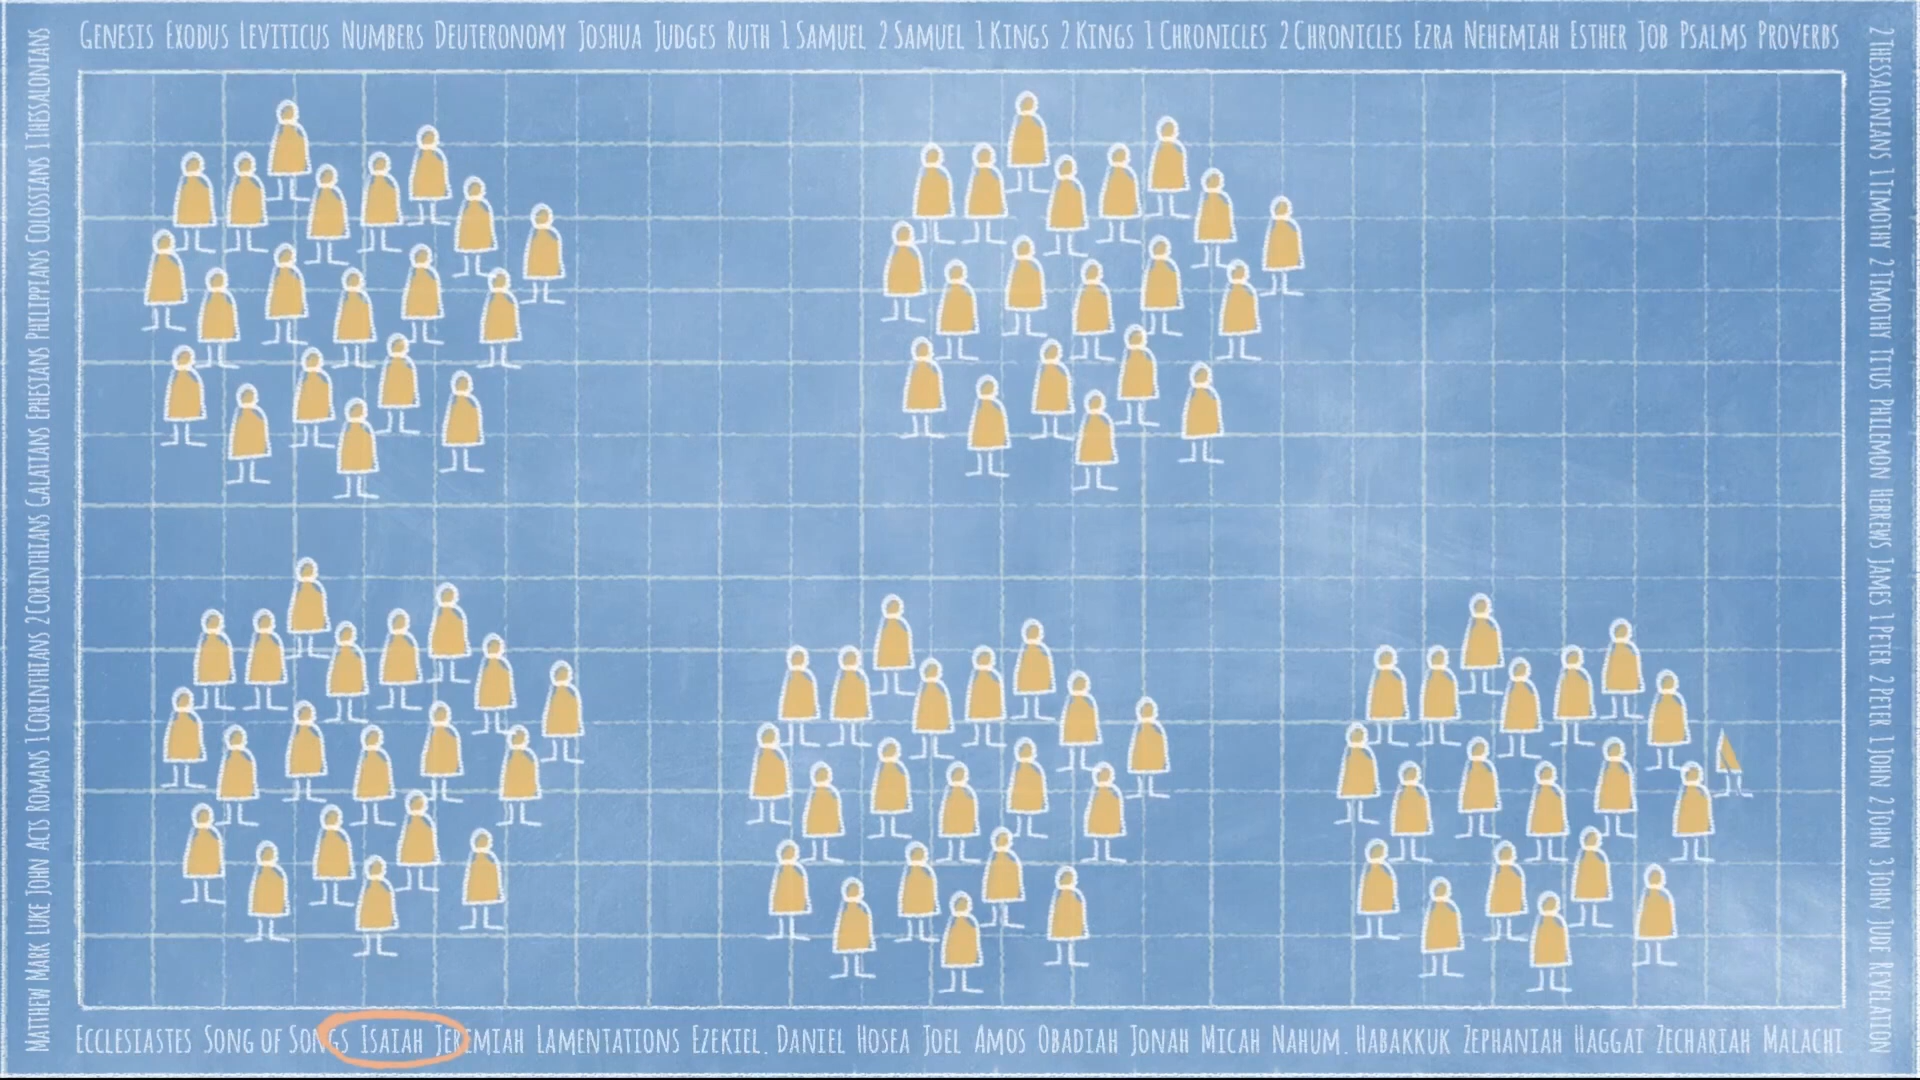 GENESIS EXODUS LEVITICUS NUMBERS DEUTERONOMY JOSHUA JUDGES RUTH 1 SAMUEL 2 SAMUEL 1 KINGS 2 KINGS 1 CHRONICLES 2 CHRONICLES EZRA NEHEMIAH ESTHER JOB PSALMS PROVERBS
ECCLESIASTES SONG OF SONGS ISAIAH JEREMIAH LAMENTATIONS EZEKIEL. DANIEL HOSEA JOEL AMOS OBADIAH JONAH MICAH NAHUM. HABAKKUK ZEPHANIAH HAGGAI ZECHARIAH MALACHI
MATTHEW MARK LUKE JOHN ACTS ROMANS 1 CORINTHIANS 2 CORINTHIANS GALATIANS EPHESIANS PHILIPPIANS COLOSSIANS 1 THESSALONIANS
2 THESSALONIANS 1 TIMOTHY 2 TIMOTHY TITUS PHILEMON HEBREWS JAMES 1 PETER 2 PETER 1 JOHN 2 JOHN 3 JOHN JUDE REVELATION